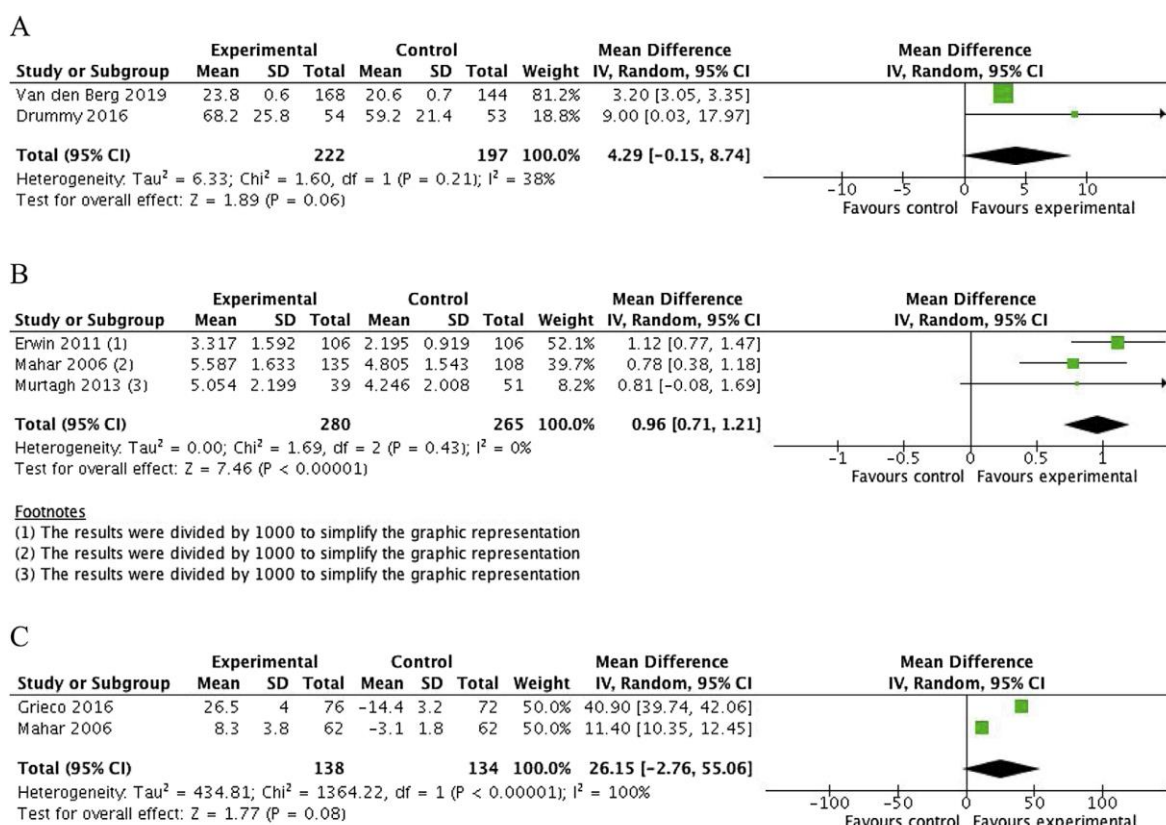 A
Experimental Control Mean Difference Mean Difference
Study or Subgroup Mean SD Total Mean SD Total Weight IV, Random, 95% CI IV, Random, 95% CI
Van den Berg 2019 23.8 0.6 168 20.6 0.7 144 81.2% 3.20 [3.05, 3.35]
Drummy 2016 68.2 25.8 54 59.2 21.4 53 18.8% 9.00 [0.03, 17.97]
Total (95% CI) 222 197 100.0% 4.29 [-0.15, 8.74]
Heterogeneity: Tau² = 6.33; Chi² = 1.60, df = 1 (P = 0.21); I² = 38%
Test for overall effect: Z = 1.89 (P = 0.06)
-10 -5 0 5 10
Favours control Favours experimental
B
Experimental Control Mean Difference Mean Difference
Study or Subgroup Mean SD Total Mean SD Total Weight IV, Random, 95% CI IV, Random, 95% CI
Erwin 2011 (1) 3.317 1.592 106 2.195 0.919 106 52.1% 1.12 [0.77, 1.47]
Mahar 2006 (2) 5.587 1.633 135 4.805 1.543 108 39.7% 0.78 [0.38, 1.18]
Murtagh 2013 (3) 5.054 2.199 39 4.246 2.008 51 8.2% 0.81 [-0.08, 1.69]
Total (95% CI) 280 265 100.0% 0.96 [0.71, 1.21]
Heterogeneity: Tau² = 0.00; Chi² = 1.69, df = 2 (P = 0.43); I² = 0%
Test for overall effect: Z = 7.46 (P < 0.00001)
-1 -0.5 0 0.5 1
Favours control Favours experimental
Footnotes
(1) The results were divided by 1000 to simplify the graphic representation
(2) The results were divided by 1000 to simplify the graphic representation
(3) The results were divided by 1000 to simplify the graphic representation
C
Experimental Control Mean Difference Mean Difference
Study or Subgroup Mean SD Total Mean SD Total Weight IV, Random, 95% CI IV, Random, 95% CI
Grieco 2016 26.5 4 76 -14.4 3.2 72 50.0% 40.90 [39.74, 42.06]
Mahar 2006 8.3 3.8 62 -3.1 1.8 62 50.0% 11.40 [10.35, 12.45]
Total (95% CI) 138 134 100.0% 26.15 [-2.76, 55.06]
Heterogeneity: Tau² = 434.81; Chi² = 1364.22, df = 1 (P < 0.00001); I² = 100%
Test for overall effect: Z = 1.77 (P = 0.08)
-100 -50 0 50 100
Favours control Favours experimental